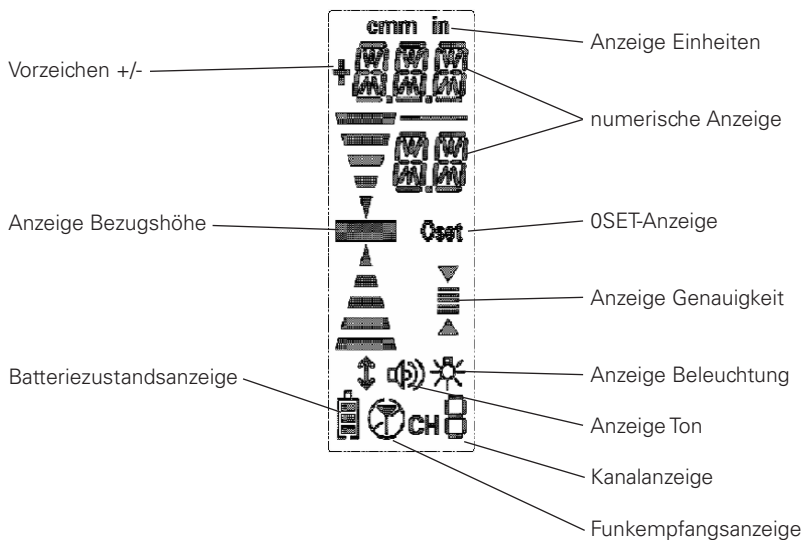 cmm in
Anzeige Einheiten
Vorzeichen +/-
+
numerische Anzeige
Anzeige Bezugshöhe
0set
0SET-Anzeige
Anzeige Genauigkeit
Batteriezustandsanzeige
Anzeige Beleuchtung
Anzeige Ton
CH 8
Kanalanzeige
Funkempfangsanzeige